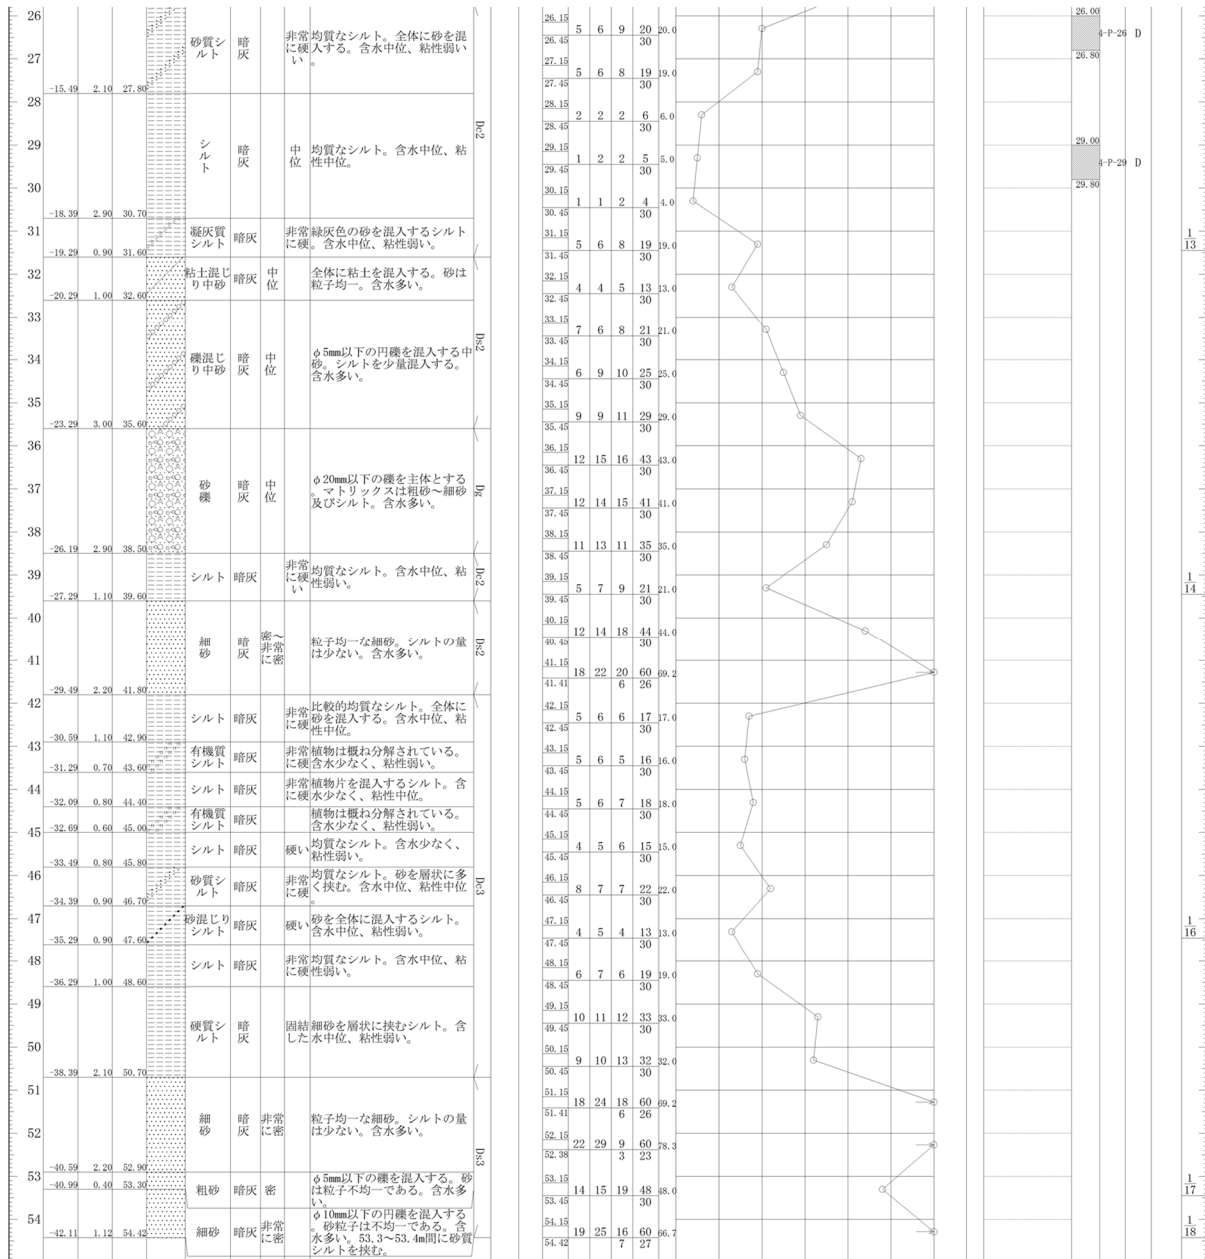 26
27
-15.49 2.10 27.80
砂質シ
ルト
暗
灰
非常
に硬
い
均質なシルト。全体に砂を混
入する。含水中位、粘性弱い
。
28
29
30
-18.39 2.90 30.70
シ
ル
ト
暗
灰
中
位
均質なシルト。含水中位、粘
性中位。
Dc2
31
-19.29 0.90 31.60
凝灰質
シルト
暗灰
非常
に硬
緑灰色の砂を混入するシルト
。含水中位、粘性弱い。
32
-20.29 1.00 32.60
粘土混じ
り中砂
暗灰
中
位
全体に粘土を混入する。砂は
粒子均一。含水多い。
33
34
35
-23.29 3.00 35.60
礫混じ
り中砂
暗
灰
中
位
φ5mm以下の円礫を混入する中
砂。シルトを少量混入する。
含水多い。
Ds2
36
37
38
-26.19 2.90 38.50
砂
礫
暗
灰
中
位
φ20mm以下の礫を主体とする
。マトリックスは粗砂～細砂
及びシルト。含水多い。
Dg
39
-27.29 1.10 39.60
シルト
暗灰
非常
に硬
い
均質なシルト。含水中位、粘
性弱い。
Dc2
40
41
-29.49 2.20 41.80
細
砂
暗
灰
密～
非常
に密
粒子均一な細砂。シルトの量
は少ない。含水多い。
Ds2
42
-30.59 1.10 42.90
シルト
暗灰
非常
に硬
比較的均質なシルト。全体に
砂を混入する。含水中位、粘
性中位。
43
-31.29 0.70 43.60
有機質
シルト
暗灰
非常
に硬
植物は概ね分解されている。
含水少なく、粘性弱い。
44
-32.09 0.80 44.40
シルト
暗灰
非常
に硬
植物片を混入するシルト。含
水少なく、粘性中位。
45
-32.69 0.60 45.00
有機質
シルト
暗灰
植物は概ね分解されている。
含水少なく、粘性弱い。
-33.49 0.80 45.80
シルト
暗灰
硬い
均質なシルト。含水少なく、
粘性弱い。
46
-34.39 0.90 46.70
砂質シ
ルト
暗灰
非常
に硬
均質なシルト。砂を層状に多
く挟む。含水中位、粘性中位
。
Dc3
47
-35.29 0.90 47.60
砂混じり
シルト
暗灰
硬い
砂を全体に混入するシルト。
含水中位、粘性弱い。
48
-36.29 1.00 48.60
シルト
暗灰
非常
に硬
均質なシルト。含水中位、粘
性弱い。
49
50
-38.39 2.10 50.70
硬質シ
ルト
暗
灰
固結
した
細砂を層状に挟むシルト。含
水中位、粘性弱い。
51
52
-40.59 2.20 52.90
細
砂
暗
灰
非常
に密
粒子均一な細砂。シルトの量
は少ない。含水多い。
Ds3
53
-40.99 0.40 53.30
粗砂
暗灰
密
φ5mm以下の礫を混入する。砂
は粒子不均一である。含水多
い。
54
-42.11 1.12 54.42
細砂
暗灰
非常
に密
φ10mm以下の円礫を混入する
。砂粒子は不均一である。含
水多い。53.3～53.4m間に砂質
シルトを挟む。
26.15
5 6 9 20 20.0
26.45 30
27.15
5 6 8 19 19.0
27.45 30
28.15
2 2 2 6 6.0
28.45 30
29.15
1 2 2 5 5.0
29.45 30
30.15
1 1 2 4 4.0
30.45 30
31.15
5 6 8 19 19.0
31.45 30
32.15
4 4 5 13 13.0
32.45 30
33.15
7 6 8 21 21.0
33.45 30
34.15
6 9 10 25 25.0
34.45 30
35.15
9 9 11 29 29.0
35.45 30
36.15
12 15 16 43 43.0
36.45 30
37.15
12 14 15 41 41.0
37.45 30
38.15
11 13 11 35 35.0
38.45 30
39.15
5 7 9 21 21.0
39.45 30
40.15
12 14 18 44 44.0
40.45 30
41.15
18 22 20 60 69.2
41.41 6 26
42.15
5 6 6 17 17.0
42.45 30
43.15
5 6 5 16 16.0
43.45 30
44.15
5 6 7 18 18.0
44.45 30
45.15
4 5 6 15 15.0
45.45 30
46.15
8 7 7 22 22.0
46.45 30
47.15
4 5 4 13 13.0
47.45 30
48.15
6 7 6 19 19.0
48.45 30
49.15
10 11 12 33 33.0
49.45 30
50.15
9 10 13 32 32.0
50.45 30
51.15
18 24 18 60 69.2
51.41 6 26
52.15
22 29 9 60 78.3
52.38 3 23
53.15
14 15 19 48 48.0
53.45 30
54.15
19 25 16 60 66.7
54.42 7 27
26.00
4-P-26 D
26.80
29.00
4-P-29 D
29.80
1
13
1
14
1
16
1
17
1
18